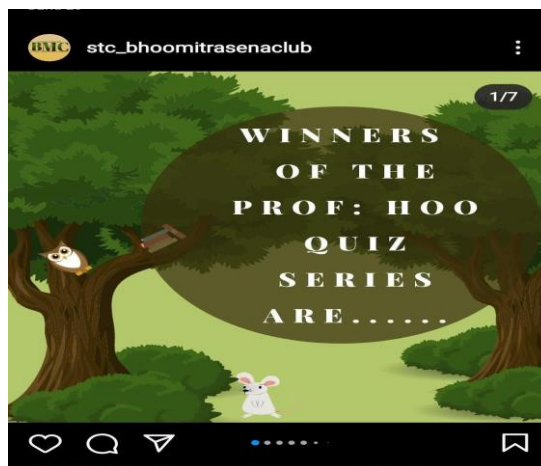 BMC
stc_bhoomitrasenaclub
1/7
WINNERS
OF THE
PROF: HOO
QUIZ
SERIES
ARE......